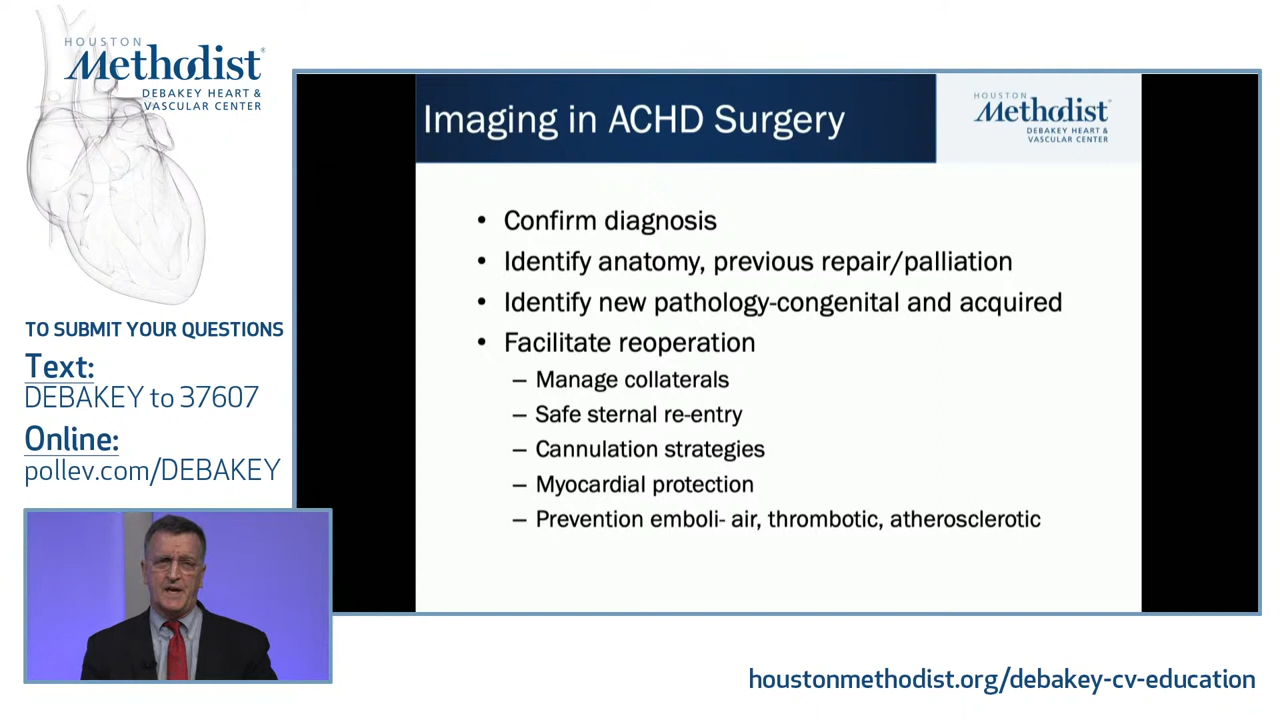 HOUSTON
Methodist®
DEBAKEY HEART &
VASCULAR CENTER
TO SUBMIT YOUR QUESTIONS
Text:
DEBAKEY to 37607
Online:
pollev.com/DEBAKEY
Imaging in ACHD Surgery
HOUSTON
Methodist®
DEBAKEY HEART &
VASCULAR CENTER
• Confirm diagnosis
• Identify anatomy, previous repair/palliation
• Identify new pathology-congenital and acquired
• Facilitate reoperation
– Manage collaterals
– Safe sternal re-entry
– Cannulation strategies
– Myocardial protection
– Prevention emboli- air, thrombotic, atherosclerotic
houstonmethodist.org/debakey-cv-education